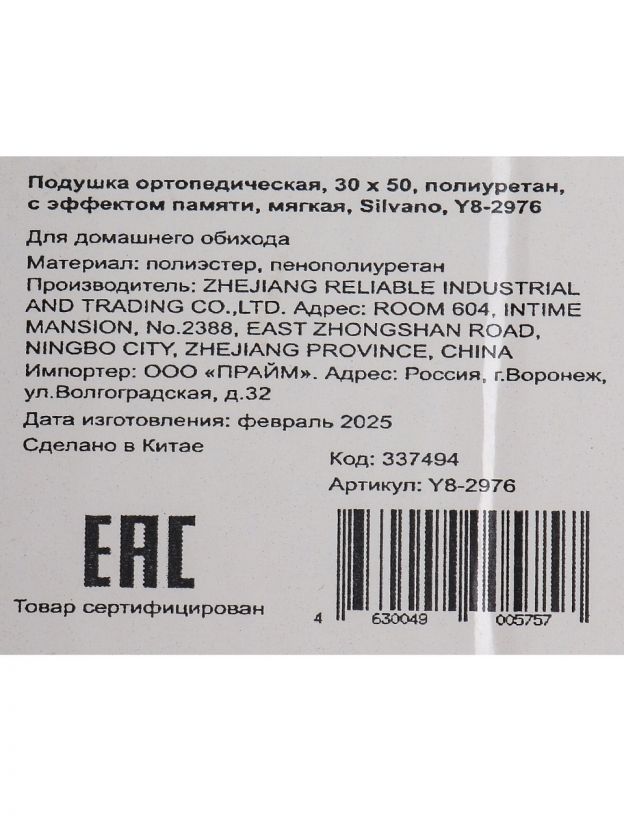 Подушка ортопедическая, 30 х 50, полиуретан,
с эффектом памяти, мягкая, Silvano, Y8-2976
Для домашнего обихода
Материал: полиэстер, пенополиуретан
Производитель: ZHEJIANG RELIABLE INDUSTRIAL
AND TRADING CO.,LTD. Адрес: ROOM 604, INTIME
MANSION, No.2388, EAST ZHONGSHAN ROAD,
NINGBO CITY, ZHEJIANG PROVINCE, CHINA
Импортер: ООО «ПРАЙМ». Адрес: Россия, г.Воронеж,
ул.Волгоградская, д.32
Дата изготовления: февраль 2025
Сделано в Китае
Код: 337494
Артикул: Y8-2976
EAC
Товар сертифицирован
4 630049 005757